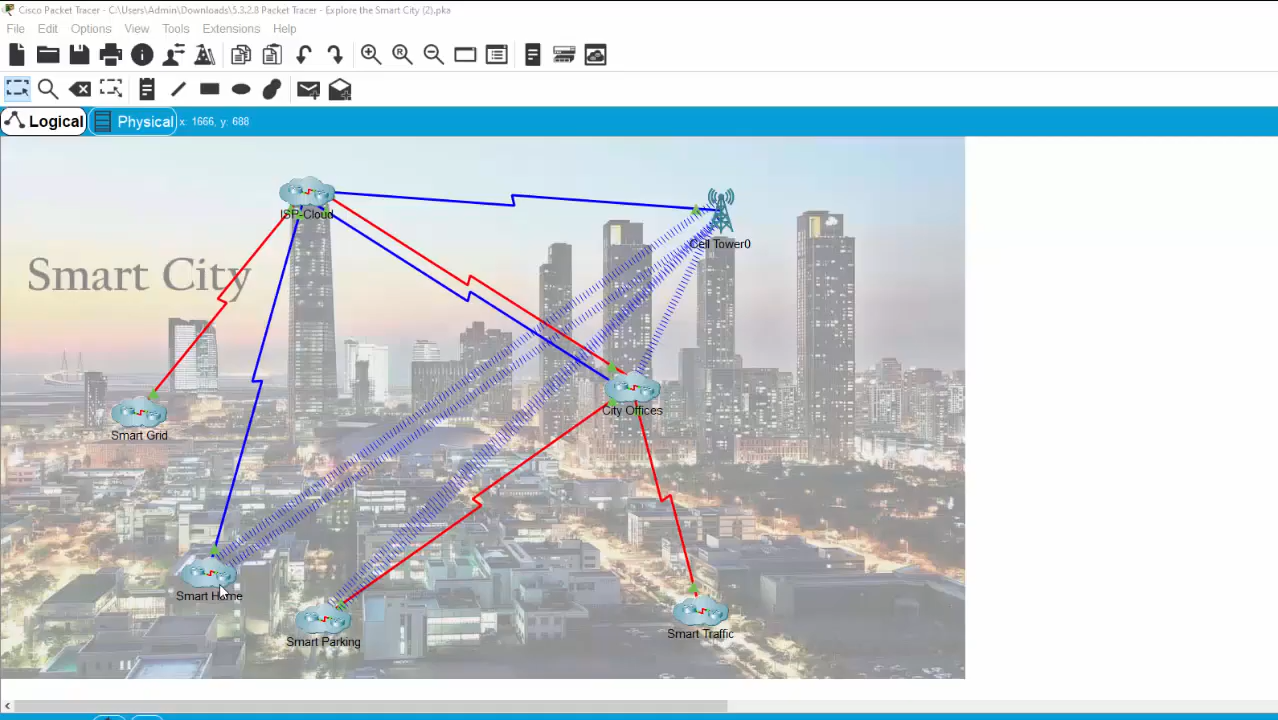 Cisco Packet Tracer - C:\Users\Admin\Downloads\5.3.2.8 Packet Tracer - Explore the Smart City (2).pka
File Edit Options View Tools Extensions Help
Logical Physical x: 1666, y: 688
ISP-Cloud
Cell Tower0
Smart City
City Offices
Smart Grid
Smart Home
Smart Parking
Smart Traffic